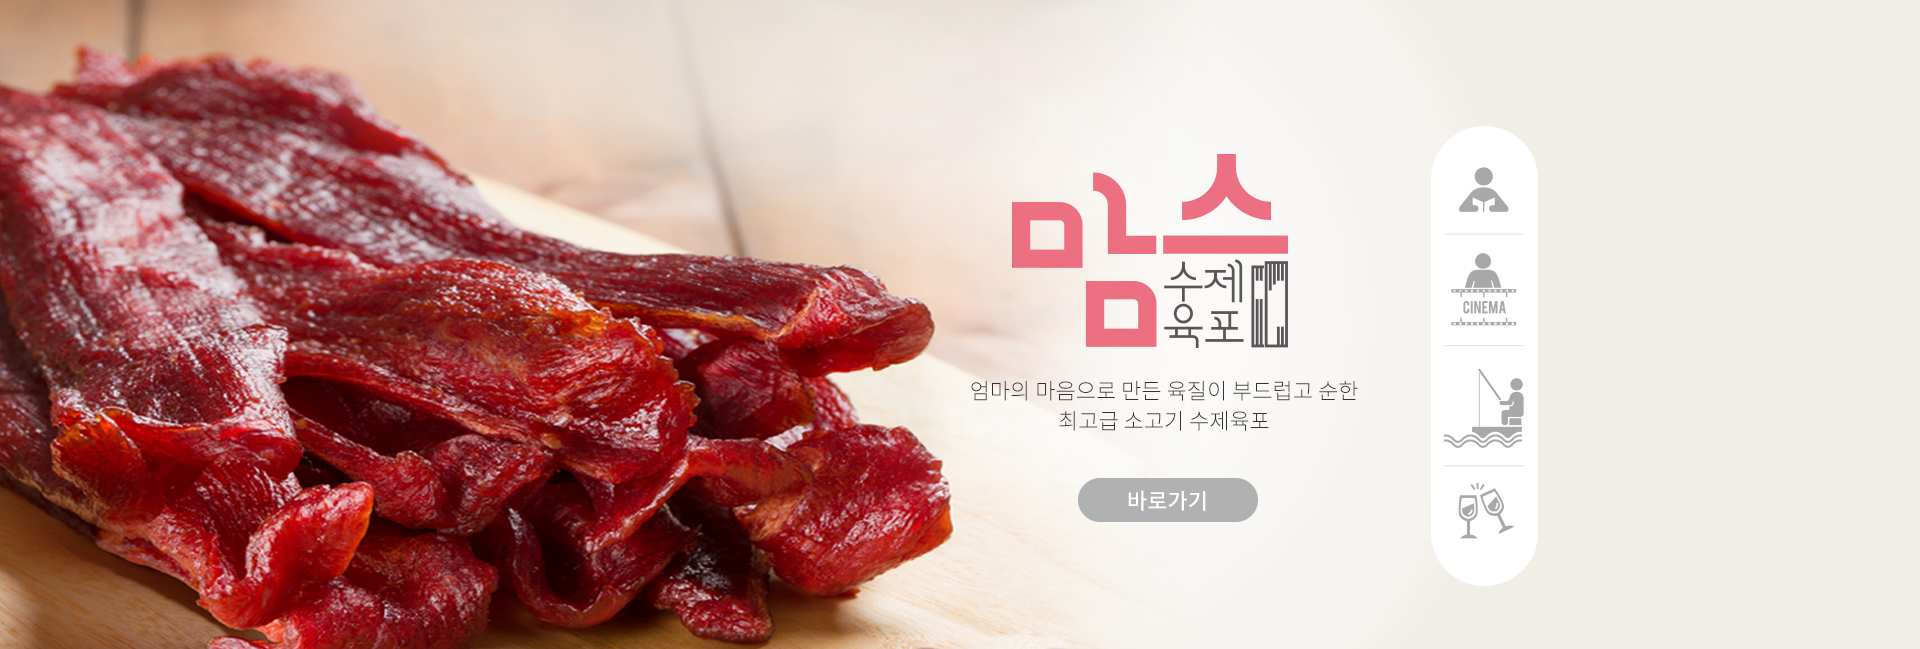 맘스
수제
육포
엄마의 마음으로 만든 육질이 부드럽고 순한
최고급 소고기 수제육포
바로가기
CINEMA